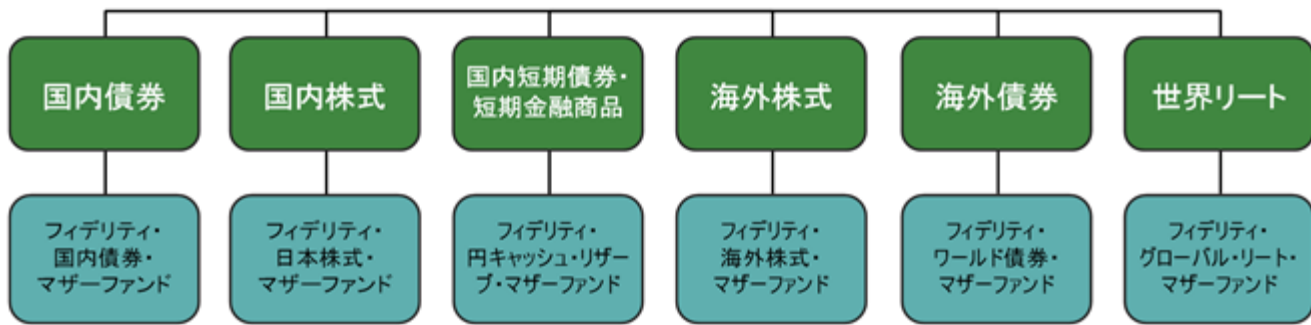 国内債券
国内株式
国内短期債券・
短期金融商品
海外株式
海外債券
世界リート
フィデリティ・
国内債券・
マザーファンド
フィデリティ・
日本株式・
マザーファンド
フィデリティ・
円キャッシュ・リザー
ブ・マザーファンド
フィデリティ・
海外株式・
マザーファンド
フィデリティ・
ワールド債券・
マザーファンド
フィデリティ・
グローバル・リート・
マザーファンド